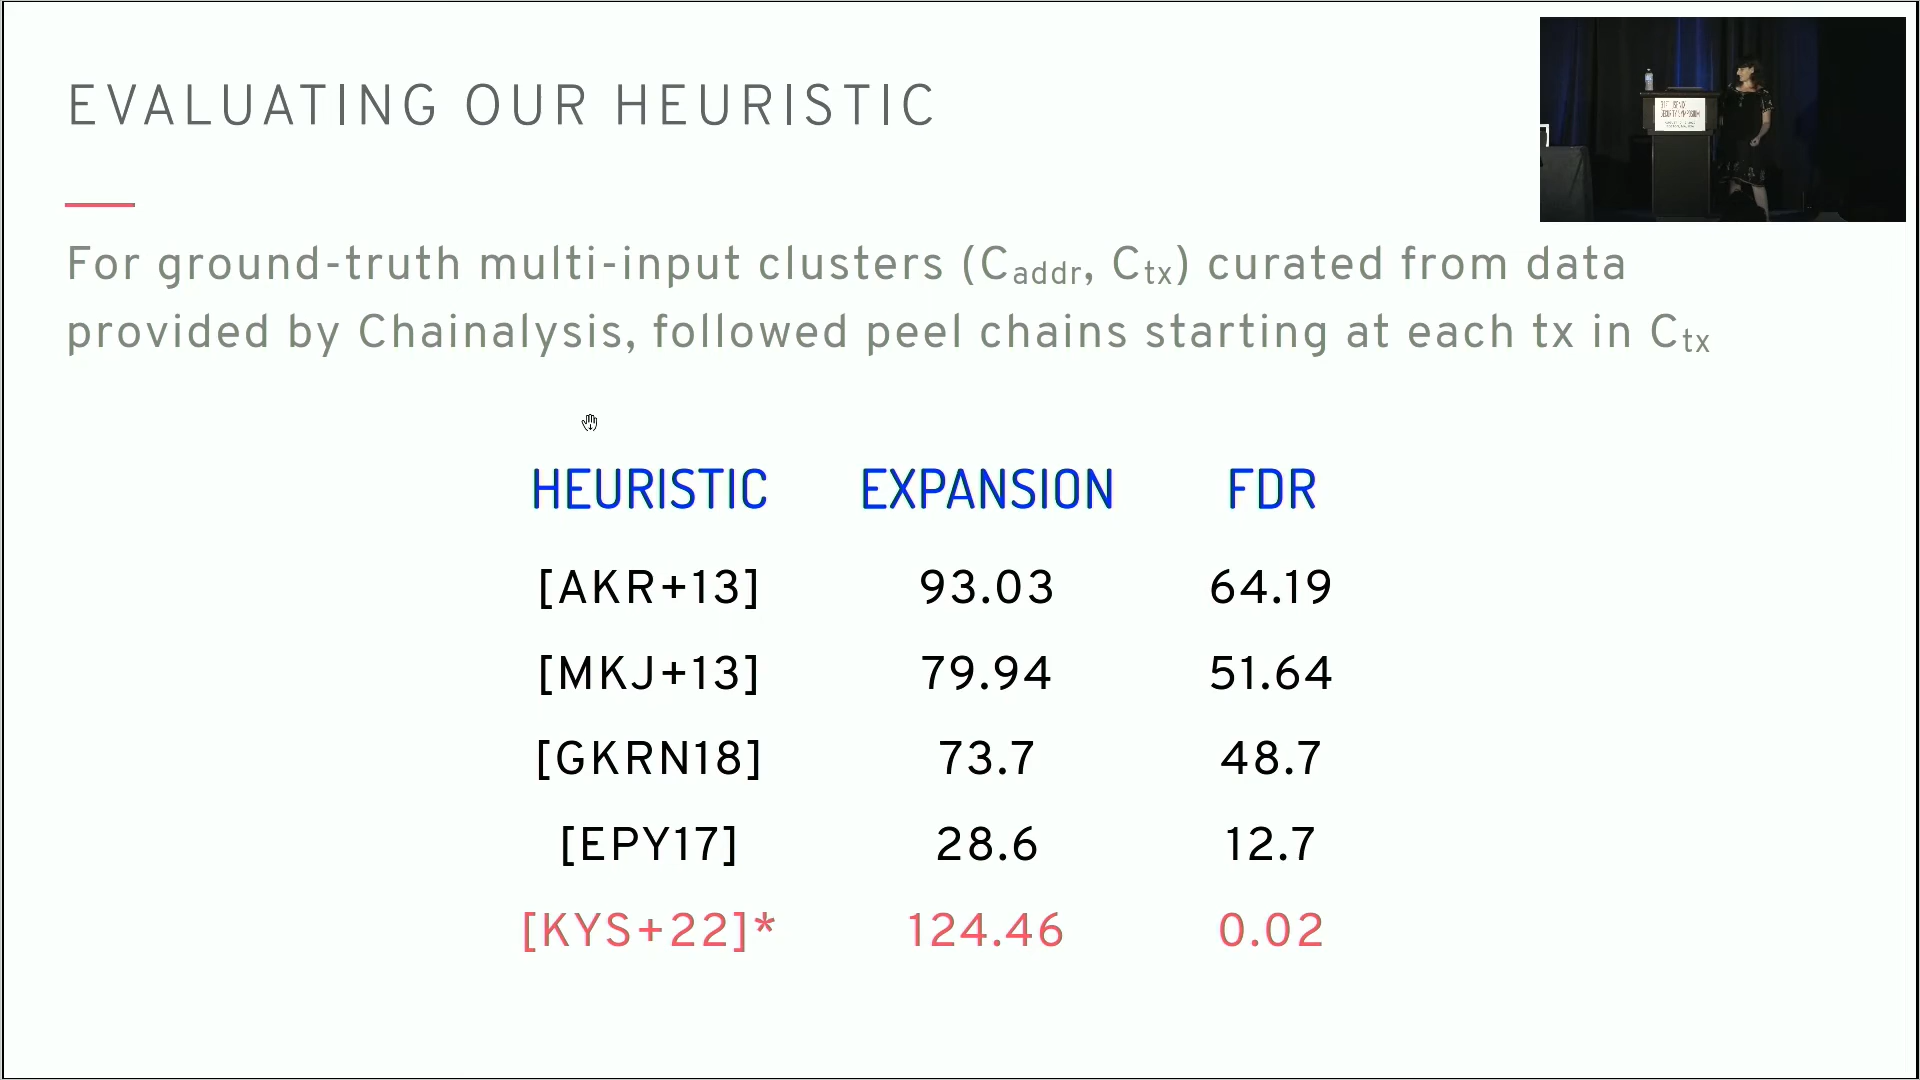 EVALUATING OUR HEURISTIC
For ground-truth multi-input clusters (Caddr, Ctx) curated from data
provided by Chainalysis, followed peel chains starting at each tx in Ctx
HEURISTIC EXPANSION FDR
[AKR+13] 93.03 64.19
[MKJ+13] 79.94 51.64
[GKRN18] 73.7 48.7
[EPY17] 28.6 12.7
[KYS+22]* 124.46 0.02